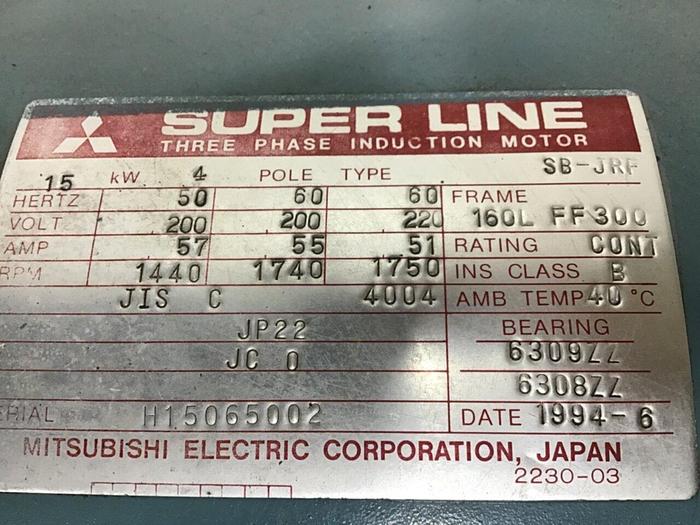 SUPER LINE
THREE PHASE INDUCTION MOTOR
15 kW 4 POLE TYPE SB-JRF
HERTZ 50 60 60 FRAME
VOLT 200 200 220 160L FF300
AMP 57 55 51 RATING CONT
RPM 1440 1740 1750 INS CLASS B
JIS C 4004 AMB TEMP 40 °C
JP22 BEARING
JC 0 6309ZZ
6308ZZ
ERIAL H15065002 DATE 1994-6
MITSUBISHI ELECTRIC CORPORATION, JAPAN
2230-03